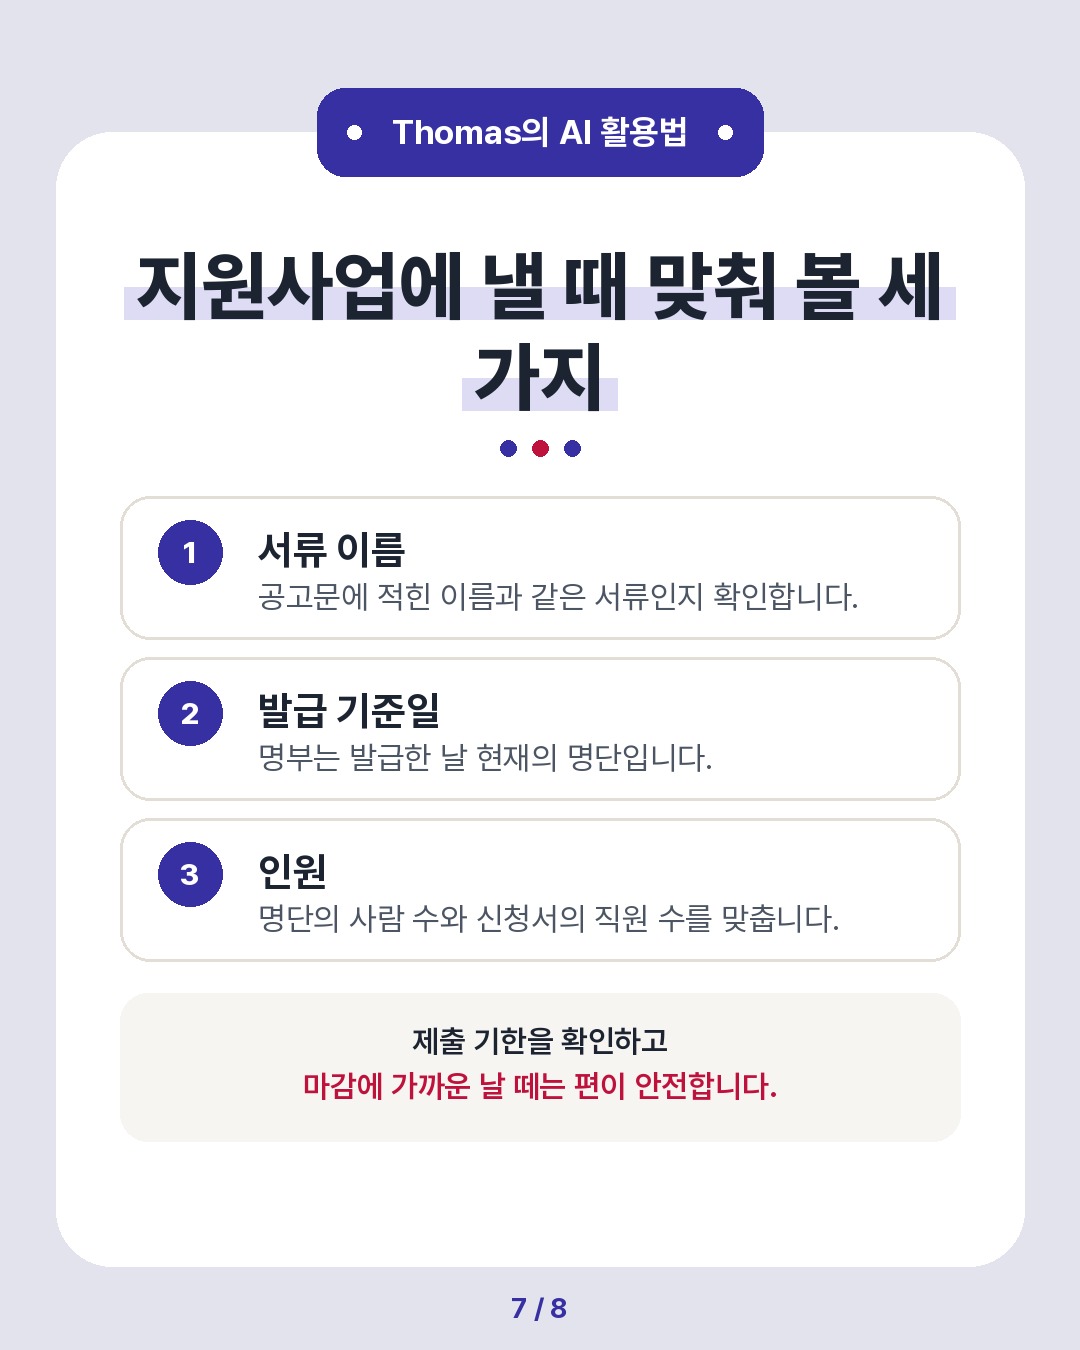 Thomas의 AI 활용법
지원사업에 낼 때 맞춰 볼 세
가지
1 서류 이름
공고문에 적힌 이름과 같은 서류인지 확인합니다.
2 발급 기준일
명부는 발급한 날 현재의 명단입니다.
3 인원
명단의 사람 수와 신청서의 직원 수를 맞춥니다.
제출 기한을 확인하고
마감에 가까운 날 떼는 편이 안전합니다.
7 / 8